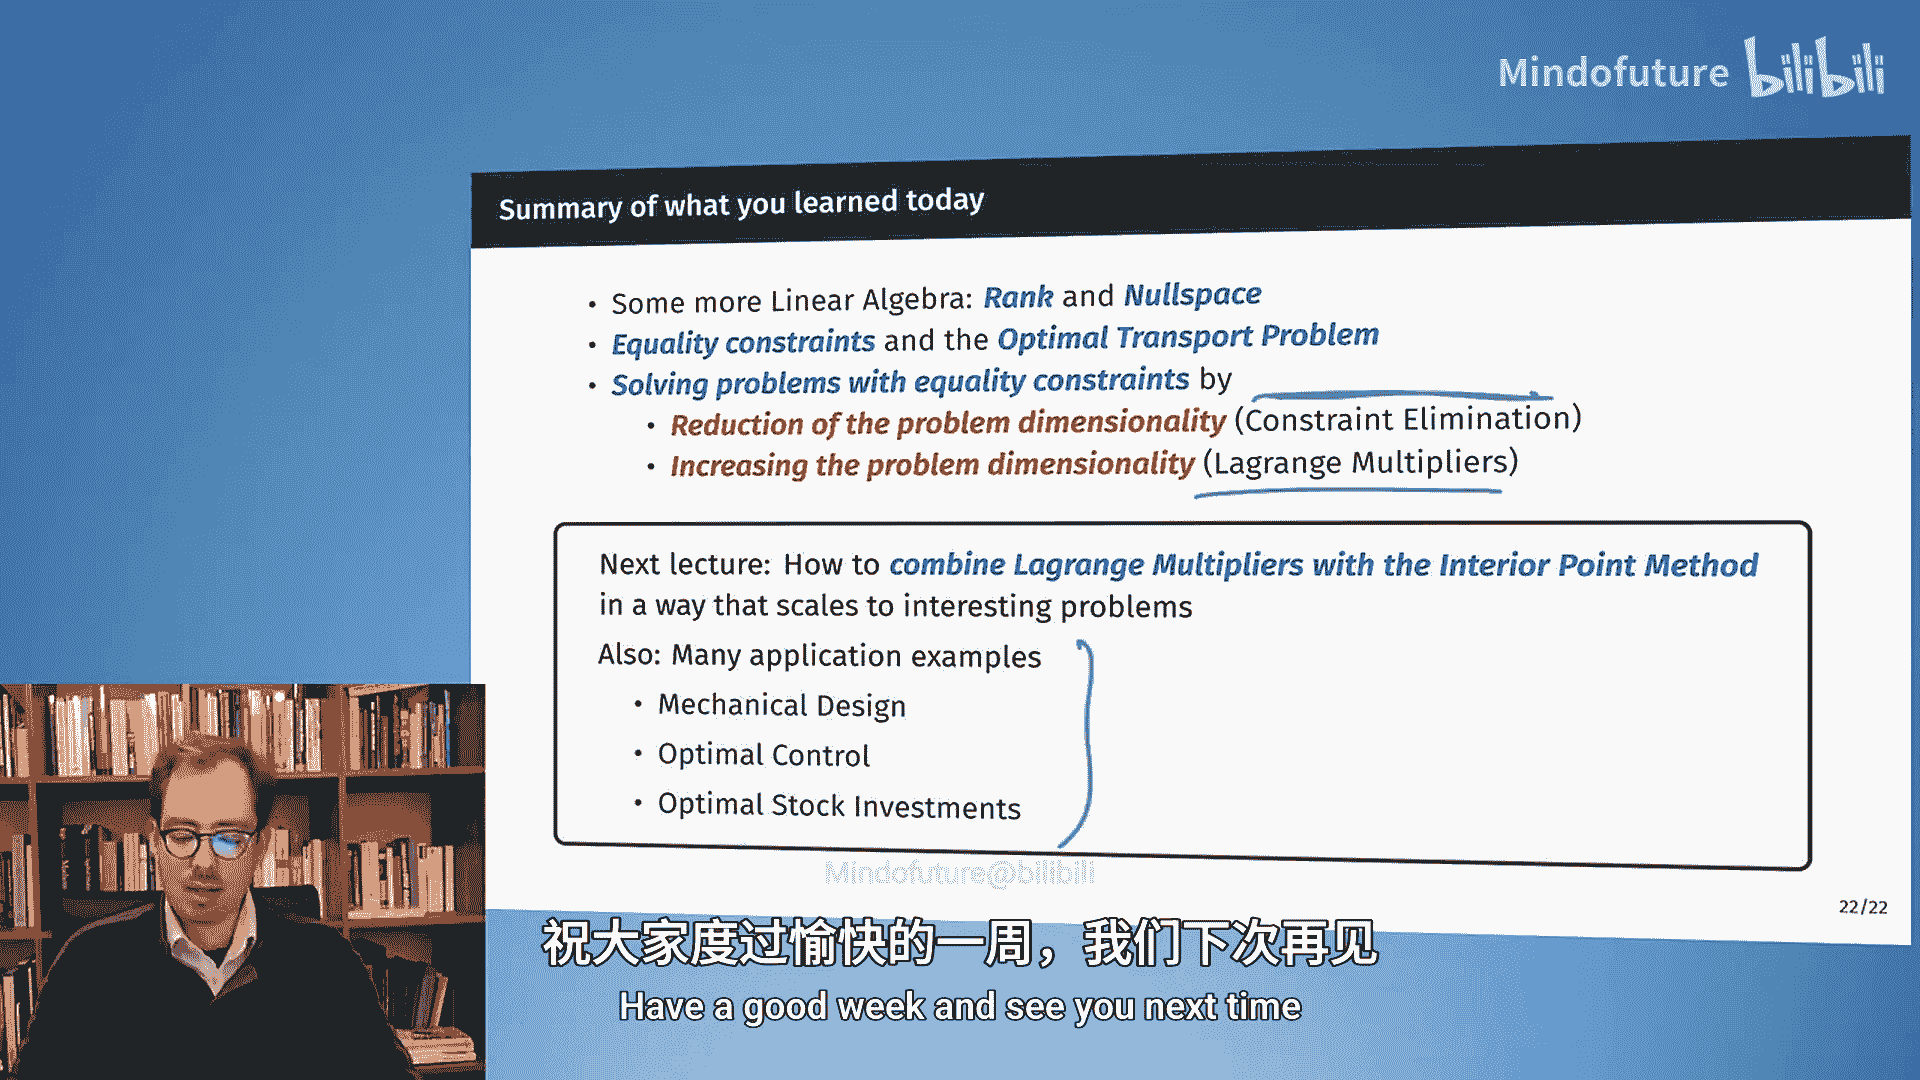 Mindofuture bilibili
Summary of what you learned today
• Some more Linear Algebra: Rank and Nullspace
• Equality constraints and the Optimal Transport Problem
• Solving problems with equality constraints by
• Reduction of the problem dimensionality (Constraint Elimination)
• Increasing the problem dimensionality (Lagrange Multipliers)
Next lecture: How to combine Lagrange Multipliers with the Interior Point Method
in a way that scales to interesting problems
Also: Many application examples
• Mechanical Design
• Optimal Control
• Optimal Stock Investments
Mindofuture@bilibili
22/22
祝大家度过愉快的一周，我们下次再见
Have a good week and see you next time